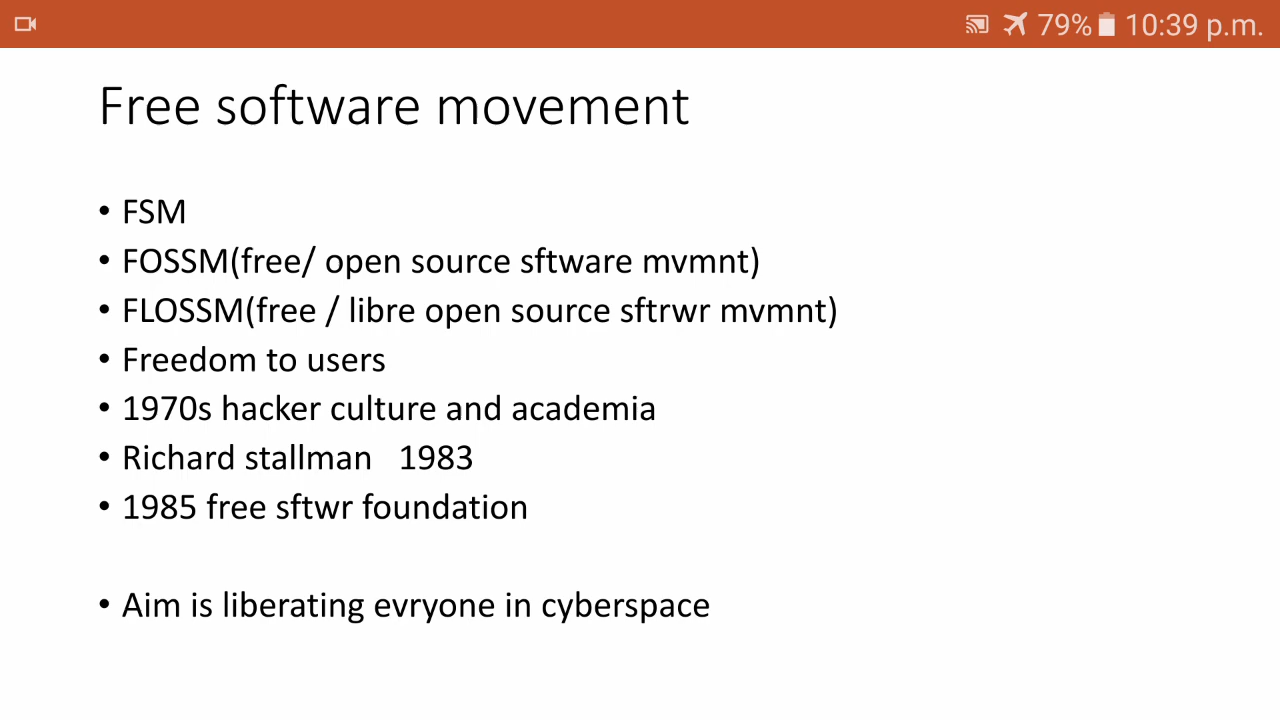 79% 10:39 p.m.
Free software movement
• FSM
• FOSSM(free/ open source sftware mvmnt)
• FLOSSM(free / libre open source sftrwr mvmnt)
• Freedom to users
• 1970s hacker culture and academia
• Richard stallman   1983
• 1985 free sftwr foundation
• Aim is liberating evryone in cyberspace